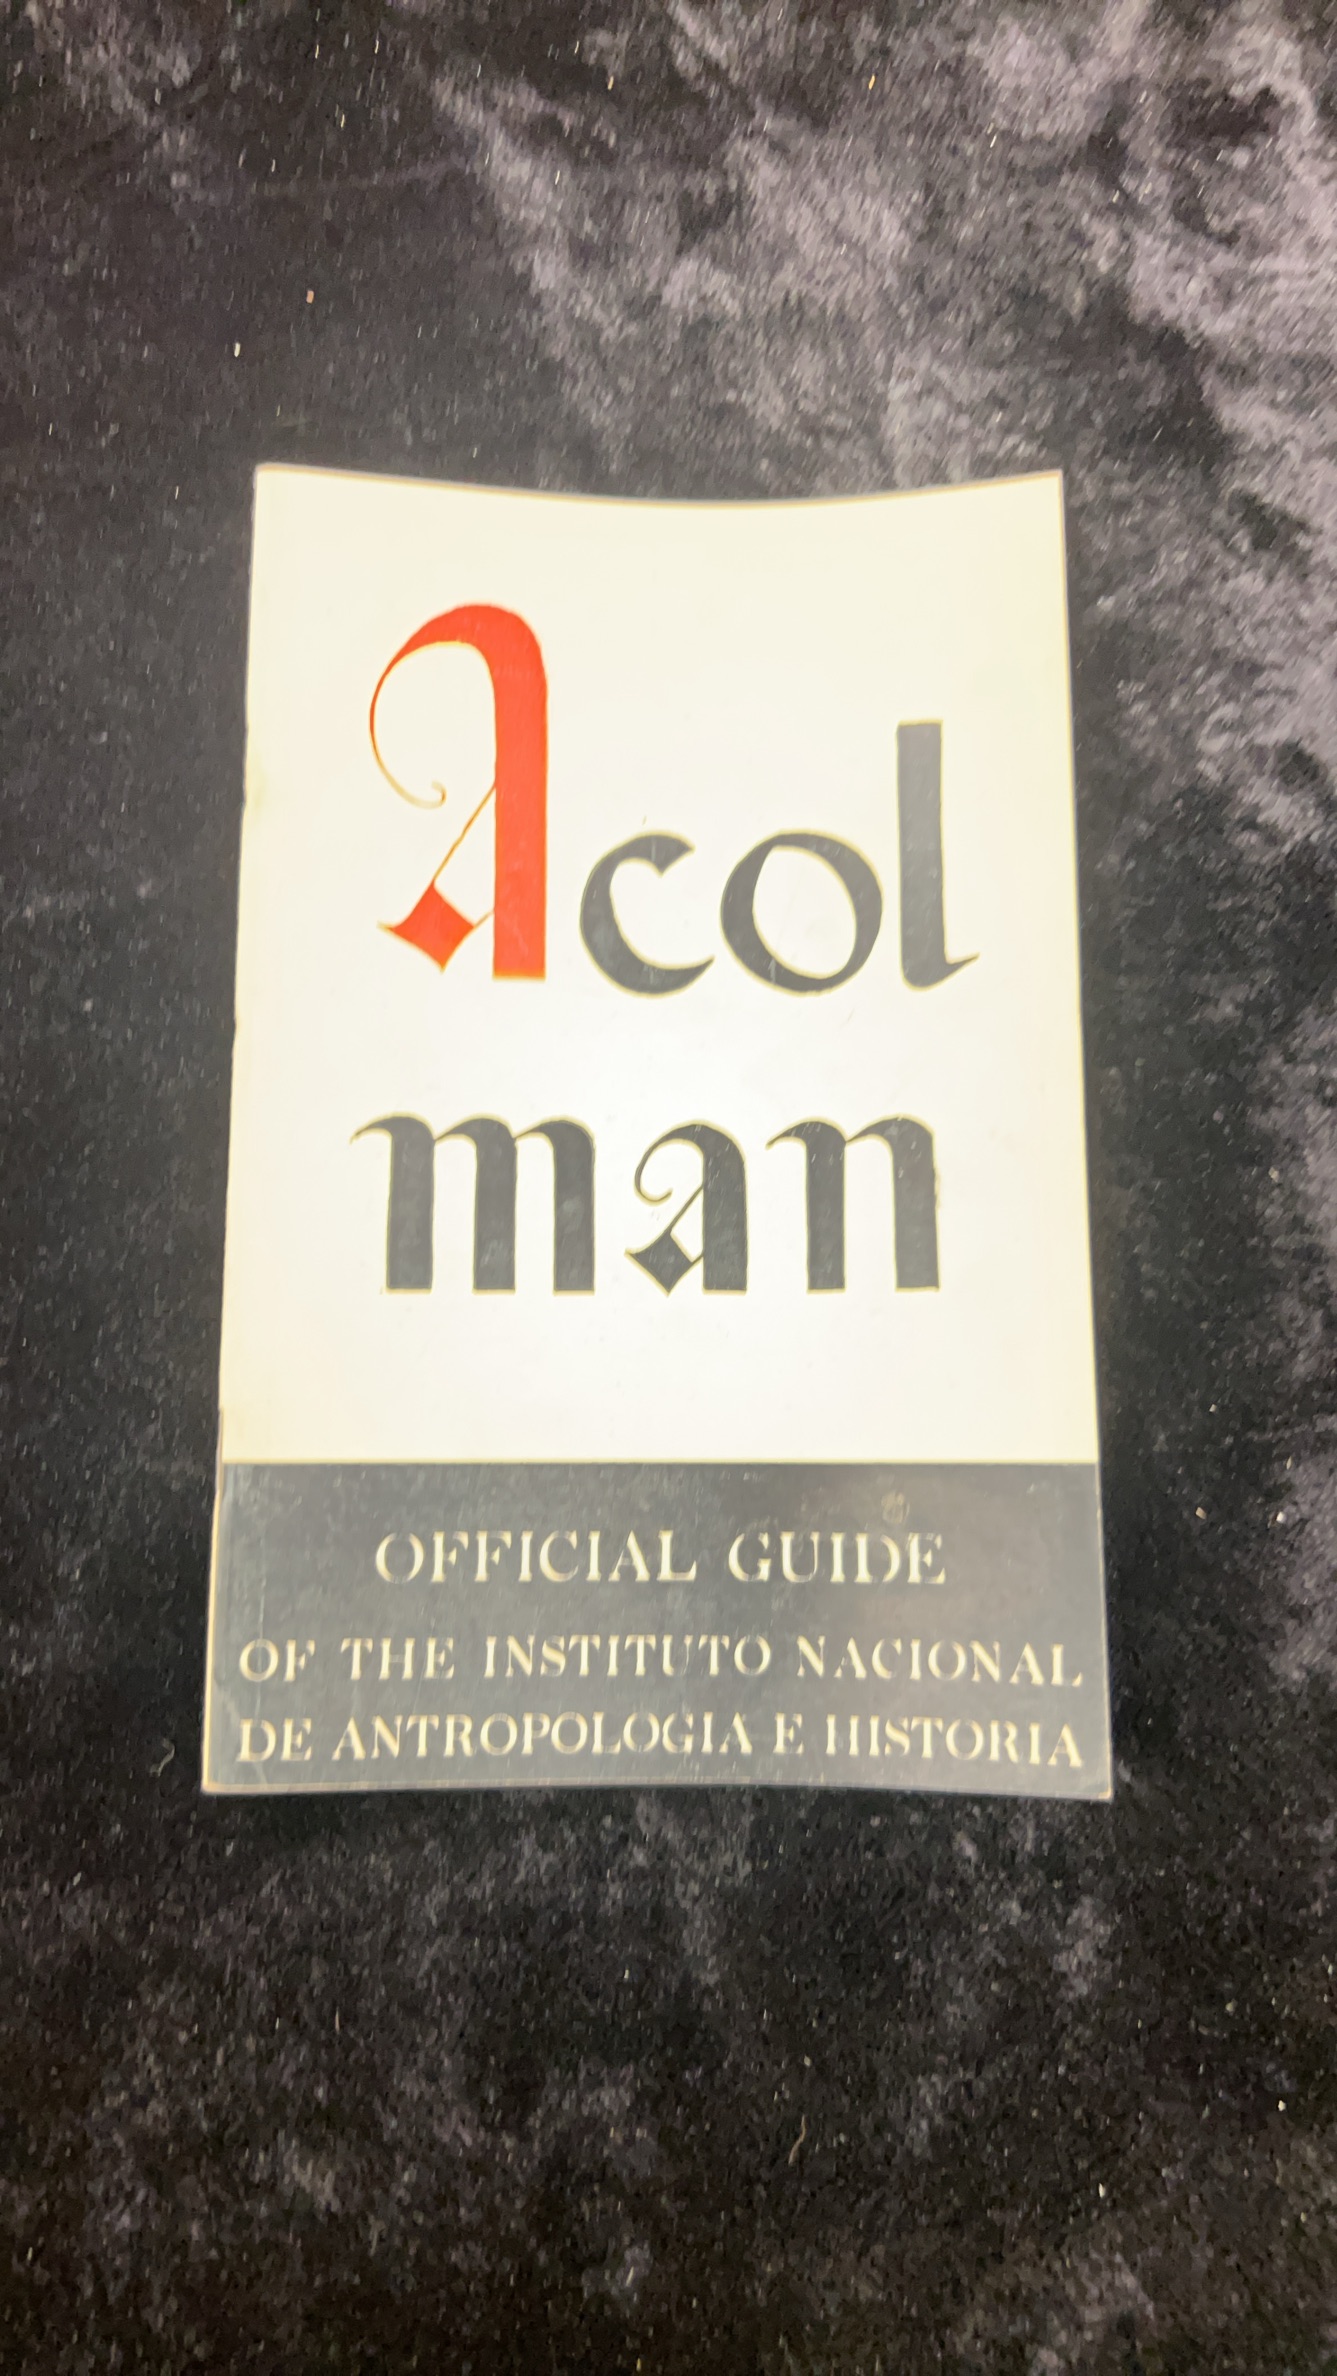 Acol
man
OFFICIAL GUIDE
OF THE INSTITUTO NACIONAL
DE ANTROPOLOGIA E HISTORIA